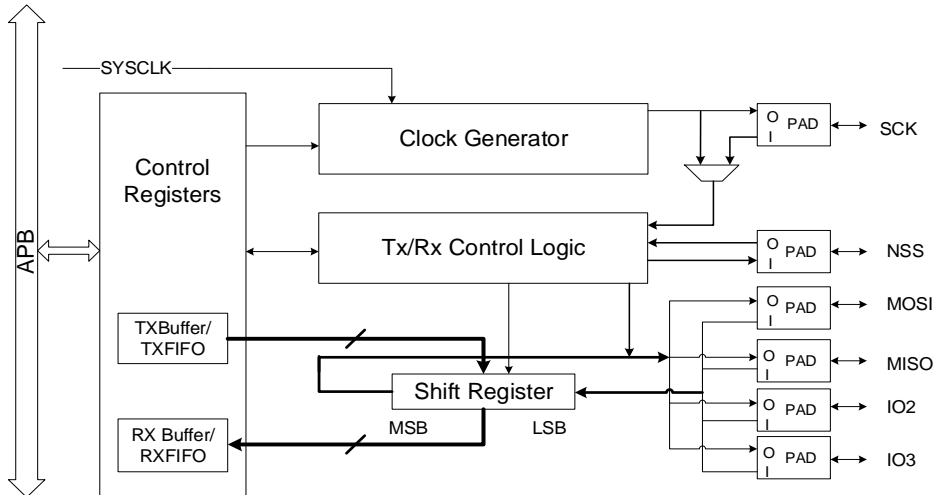 SYSCLK
APB
Control
Registers
Clock Generator
O
I
PAD
SCK
Tx/Rx Control Logic
O
I
PAD
NSS
TXBuffer/
TXFIFO
O
I
PAD
MOSI
O
I
PAD
MISO
Shift Register
MSB
LSB
O
I
PAD
IO2
RX Buffer/
RXFIFO
O
I
PAD
IO3